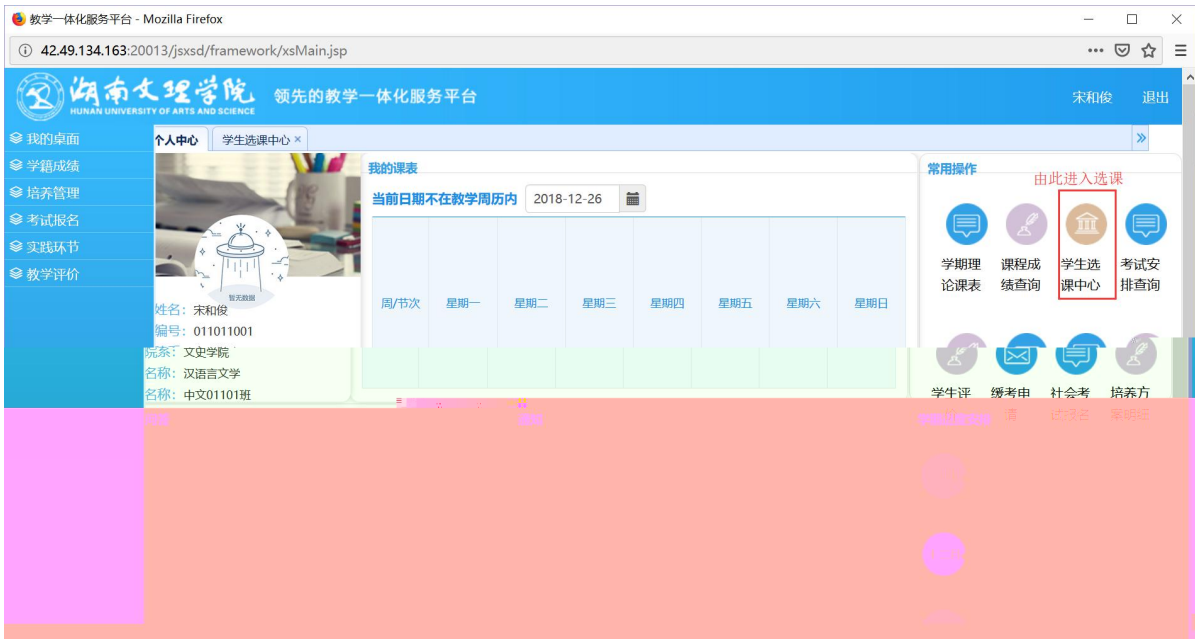 教学一体化服务平台 - Mozilla Firefox
42.49.134.163:20013/jsxsd/framework/xsMain.jsp
湖南文理学院
HUNAN UNIVERSITY OF ARTS AND SCIENCE
领先的教学一体化服务平台
宋和俊 退出
我的桌面
学籍成绩
培养管理
考试报名
实践环节
教学评价
个人中心 学生选课中心 ×
暂无数据
姓名：宋和俊
编号：011011001
院系：文史学院
名称：汉语言文学
名称：中文01101班
我的课表
当前日期不在教学周历内 2018-12-26
周/节次 星期一 星期二 星期三 星期四 星期五 星期六 星期日
常用操作
由此进入选课
学期理 课程成 学生选 考试安
论课表 绩查询 课中心 排查询
学生评 缓考申 社会考 培养方
请 试报名 案明细